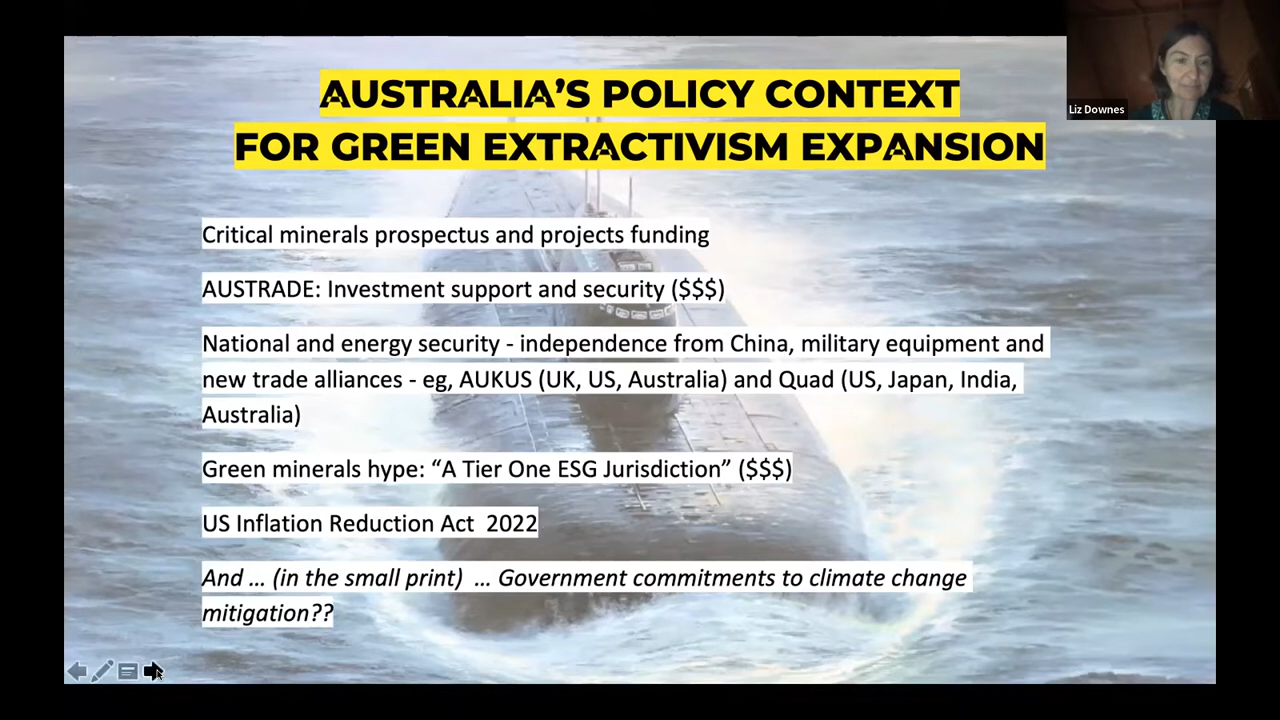 AUSTRALIA'S POLICY CONTEXT
FOR GREEN EXTRACTIVISM EXPANSION
Liz Downes
Critical minerals prospectus and projects funding
AUSTRADE: Investment support and security ($$$)
National and energy security - independence from China, military equipment and
new trade alliances - eg, AUKUS (UK, US, Australia) and Quad (US, Japan, India,
Australia)
Green minerals hype: “A Tier One ESG Jurisdiction” ($$$)
US Inflation Reduction Act  2022
And ... (in the small print)  ... Government commitments to climate change
mitigation??